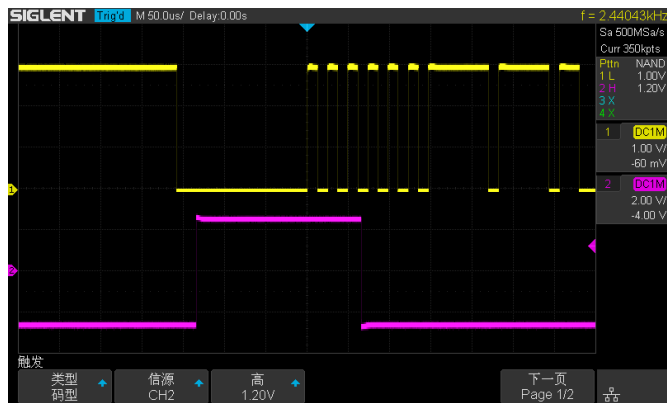 SIGLENT Trig'd M 50.0us/ Delay:0.00s f = 2.44043kHz
Sa 500MSa/s
Curr 350kpts
Pttn NAND
1 L 1.00V
2 H 1.20V
3 X
4 X
1 DC1M
1.00 V/
-60 mV
2 DC1M
2.00 V/
-4.00 V
1
2
触发
类型 信源 高 下一页
码型 CH2 1.20V Page 1/2